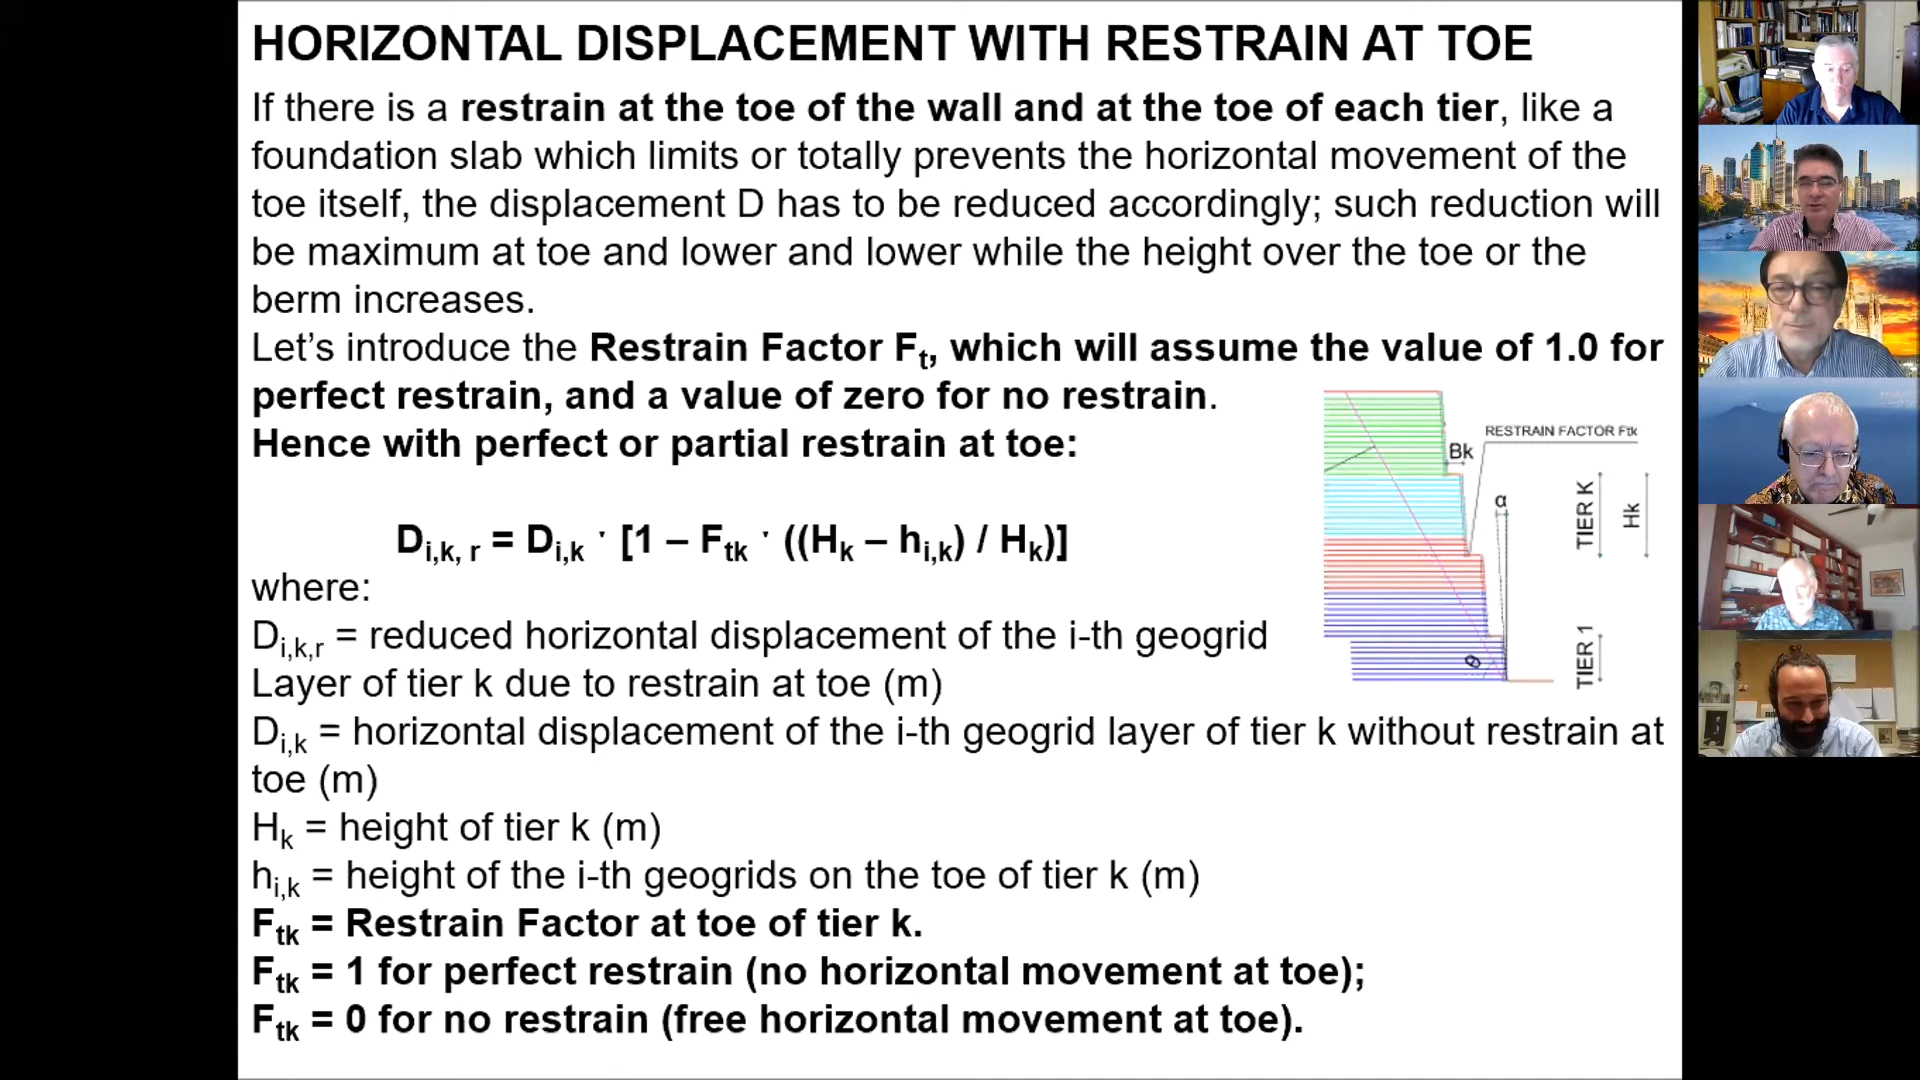 HORIZONTAL DISPLACEMENT WITH RESTRAIN AT TOE
If there is a restrain at the toe of the wall and at the toe of each tier, like a
foundation slab which limits or totally prevents the horizontal movement of the
toe itself, the displacement D has to be reduced accordingly; such reduction will
be maximum at toe and lower and lower while the height over the toe or the
berm increases.
Let's introduce the Restrain Factor Ft, which will assume the value of 1.0 for
perfect restrain, and a value of zero for no restrain.
Hence with perfect or partial restrain at toe:
Di,k, r = Di,k · [1 – Ftk · ((Hk – hi,k) / Hk)]
where:
Di,k,r = reduced horizontal displacement of the i-th geogrid
Layer of tier k due to restrain at toe (m)
Di,k = horizontal displacement of the i-th geogrid layer of tier k without restrain at
toe (m)
Hk = height of tier k (m)
hi,k = height of the i-th geogrids on the toe of tier k (m)
Ftk = Restrain Factor at toe of tier k.
Ftk = 1 for perfect restrain (no horizontal movement at toe);
Ftk = 0 for no restrain (free horizontal movement at toe).
RESTRAIN FACTOR Ftk
Bk
α
TIER K
Hk
θ
TIER 1